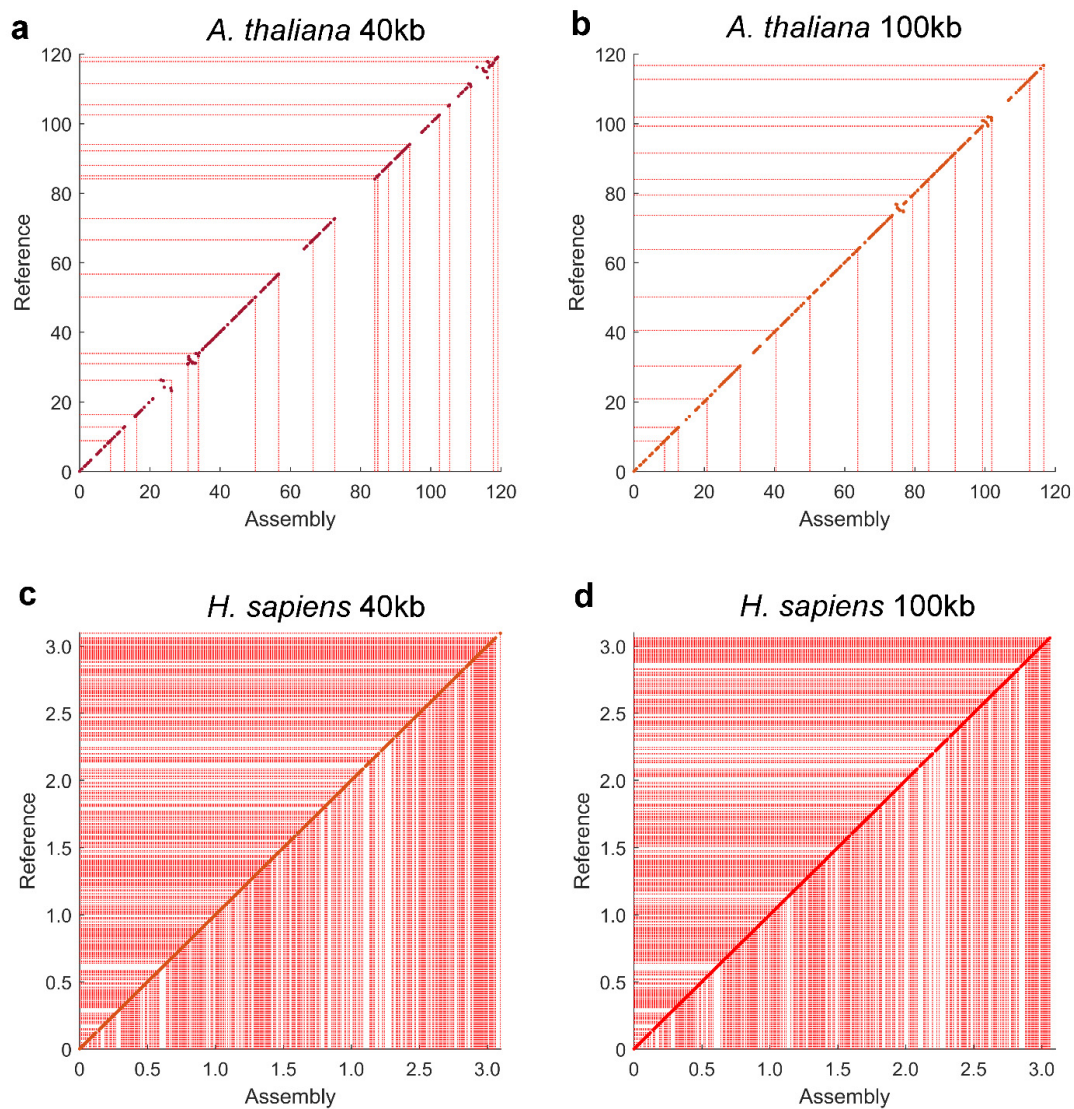 a
A. thaliana 40kb
120
100
80
60
40
20
0
Reference
0 20 40 60 80 100 120
Assembly
b
A. thaliana 100kb
120
100
80
60
40
20
0
Reference
0 20 40 60 80 100 120
Assembly
c
H. sapiens 40kb
3.0
2.5
2.0
1.5
1.0
0.5
0
Reference
0 0.5 1.0 1.5 1.0 2.5 3.0
Assembly
d
H. sapiens 100kb
3.0
2.5
2.0
1.5
1.0
0.5
0
Reference
0 0.5 1.0 1.5 2.0 2.5 3.0
Assembly